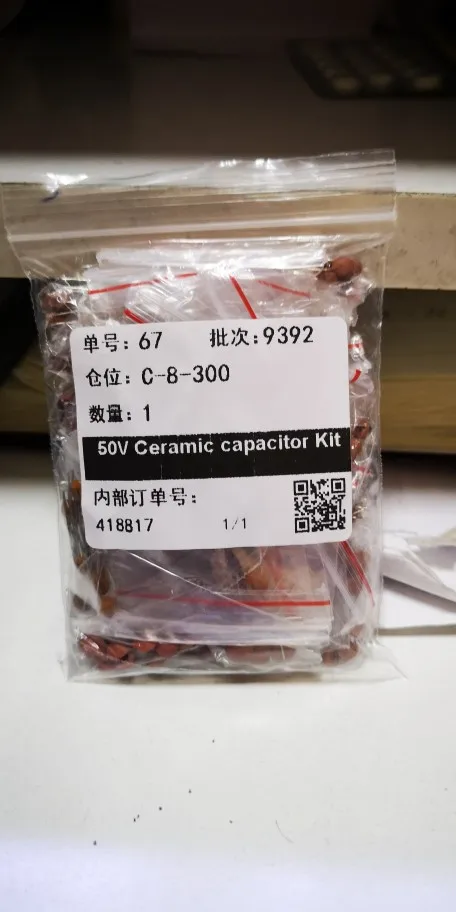 单号：67 批次：9392
仓位：C-8-300
数量：1
50V Ceramic capacitor Kit
内部订单号：
418817 1/1